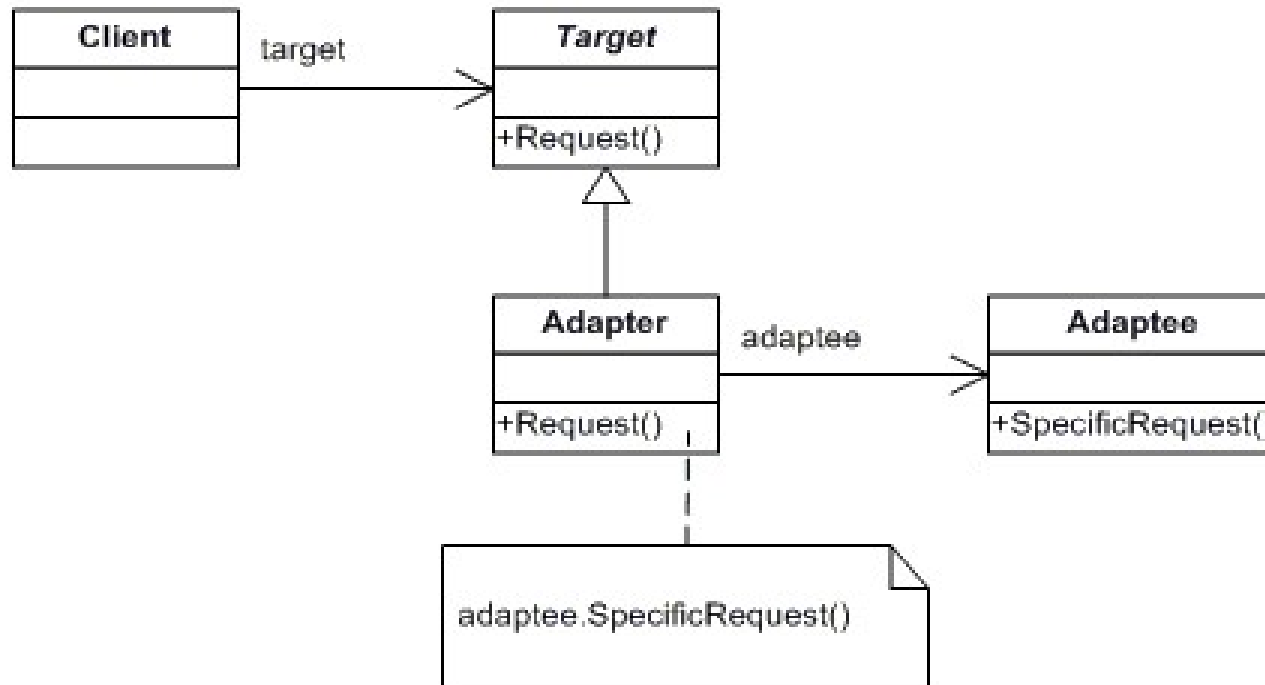 Client
target
Target
+Request()
Adapter
adaptee
Adaptee
+Request()
+SpecificRequest()
adaptee.SpecificRequest()